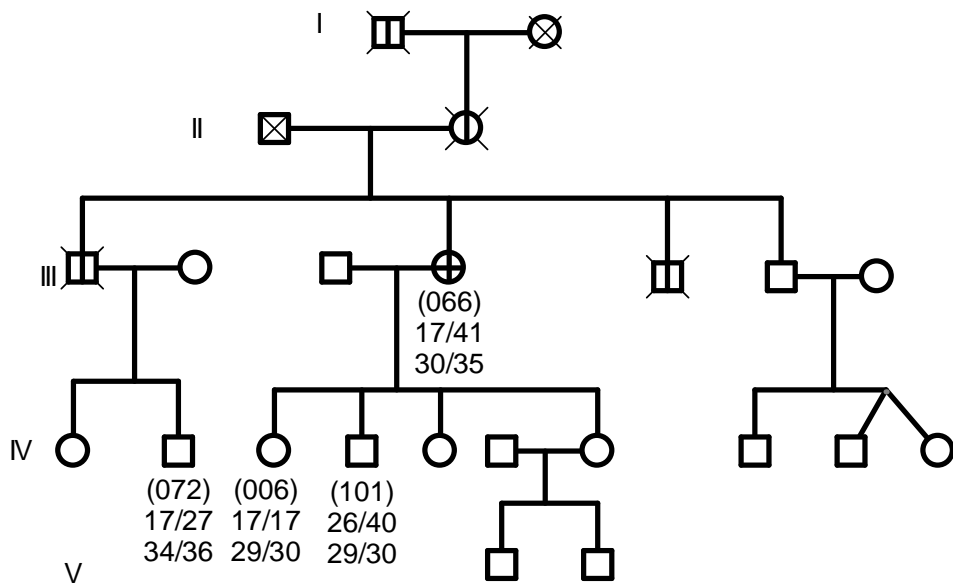 Ⅰ
Ⅱ
Ⅲ
(066)
17/41
30/35
Ⅳ
(072) (006) (101)
17/27 17/17 26/40
34/36 29/30 29/30
Ⅴ